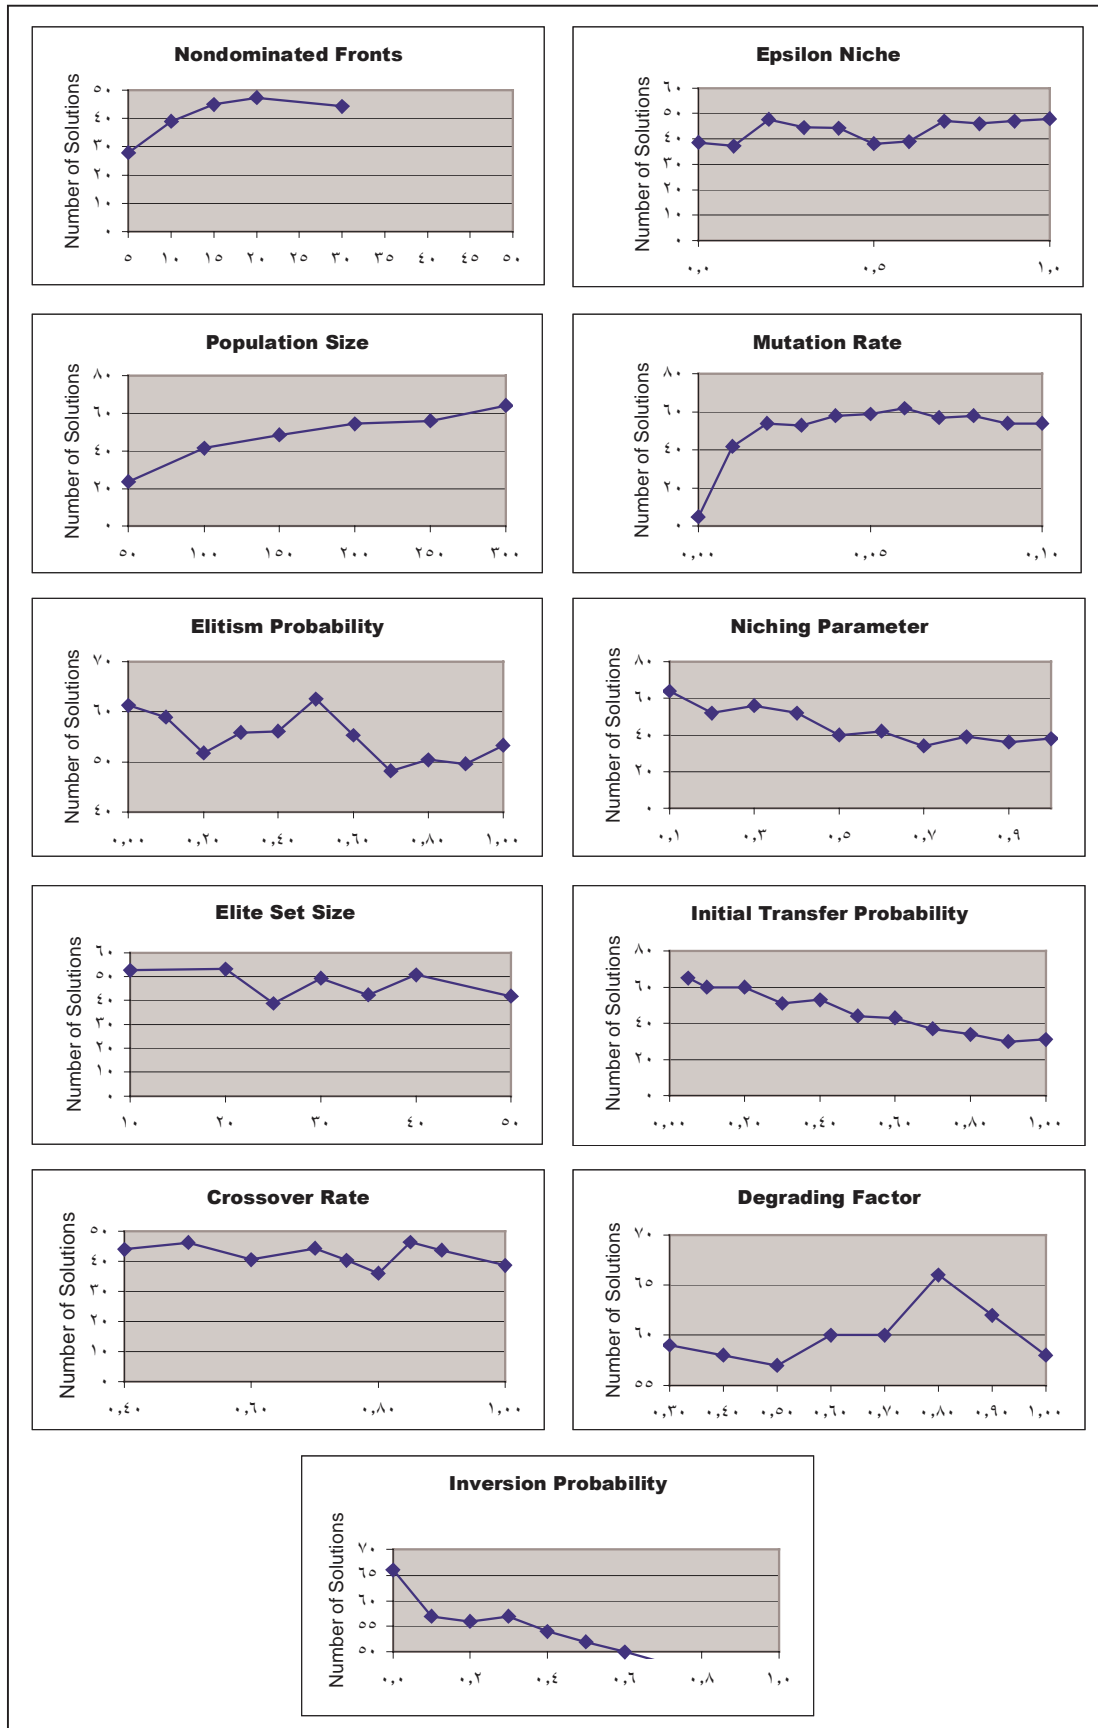 Nondominated Fronts
Number of Solutions
٥٠
٤٠
٣٠
٢٠
١٠
٠
٥ ١٠ ١٥ ٢٠ ٢٥ ٣٠ ٣٥ ٤٠ ٤٥ ٥٠
Epsilon Niche
Number of Solutions
٦٠
٥٠
٤٠
٣٠
٢٠
١٠
٠
٠,٠ ٠,٥ ١,٠
Population Size
Number of Solutions
٨٠
٦٠
٤٠
٢٠
٠
٥٠ ١٠٠ ١٥٠ ٢٠٠ ٢٥٠ ٣٠٠
Mutation Rate
Number of Solutions
٨٠
٦٠
٤٠
٢٠
٠
٠,٠٠ ٠,٠٥ ٠,١٠
Elitism Probability
Number of Solutions
٧٠
٦٠
٥٠
٤٠
٠,٠٠ ٠,٢٠ ٠,٤٠ ٠,٦٠ ٠,٨٠ ١,٠٠
Niching Parameter
Number of Solutions
٨٠
٦٠
٤٠
٢٠
٠
٠,١ ٠,٣ ٠,٥ ٠,٧ ٠,٩
Elite Set Size
Number of Solutions
٦٠
٥٠
٤٠
٣٠
٢٠
١٠
٠
١٠ ٢٠ ٣٠ ٤٠ ٥٠
Initial Transfer Probability
Number of Solutions
٨٠
٦٠
٤٠
٢٠
٠
٠,٠٠ ٠,٢٠ ٠,٤٠ ٠,٦٠ ٠,٨٠ ١,٠٠
Crossover Rate
Number of Solutions
٥٠
٤٠
٣٠
٢٠
١٠
٠
٠,٤٠ ٠,٦٠ ٠,٨٠ ١,٠٠
Degrading Factor
Number of Solutions
٧٠
٦٥
٦٠
٥٥
٠,٣٠ ٠,٤٠ ٠,٥٠ ٠,٦٠ ٠,٧٠ ٠,٨٠ ٠,٩٠ ١,٠٠
Inversion Probability
Number of Solutions
٧٠
٦٥
٦٠
٥٥
٥٠
٠,٠ ٠,٢ ٠,٤ ٠,٦ ٠,٨ ١,٠